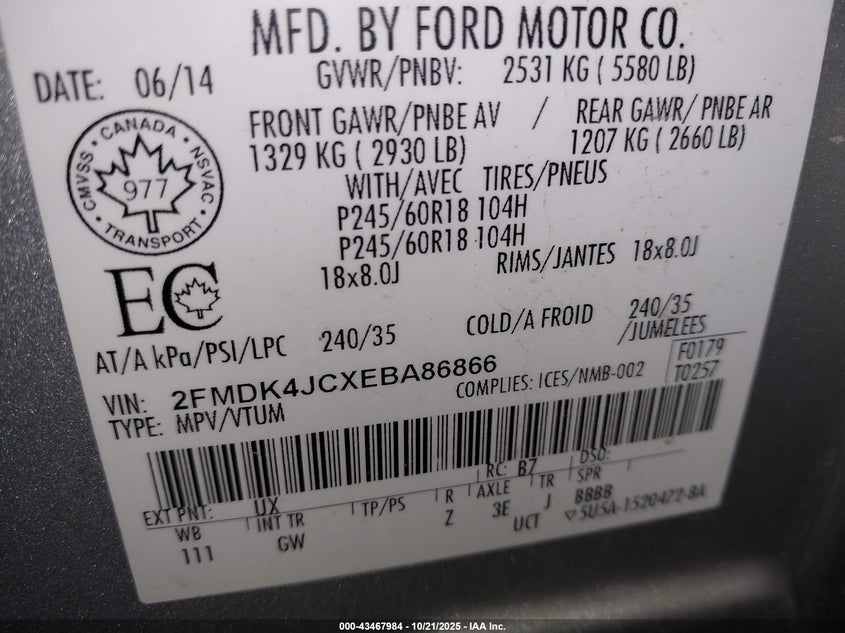 MFD. BY FORD MOTOR CO.
DATE: 06/14
GVWR/PNBV: 2531 KG ( 5580 LB)
FRONT GAWR/PNBE AV / REAR GAWR/ PNBE AR
1329 KG ( 2930 LB) 1207 KG ( 2660 LB)
WITH/AVEC TIRES/PNEUS
P245/60R18 104H
P245/60R18 104H
18x8.0J RIMS/JANTES 18x8.0J
CANADA
CMVSS NSVAC
977
TRANSPORT
EC
AT/A kPa/PSI/LPC 240/35 COLD/A FROID 240/35
/JUMELEES
VIN: 2FMDK4JCXEBA86866
COMPLIES: ICES/NMB-002
F0179
T0257
TYPE: MPV/VTUM
EXT PNT: UX RC: B7 DSO:
WB INT TR TP/PS R AXLE TR SPR
111 GW Z 3E J BBBB
UCT ▽5U5A-1520472-BA
000-43467984 - 10/21/2025 - IAA Inc.